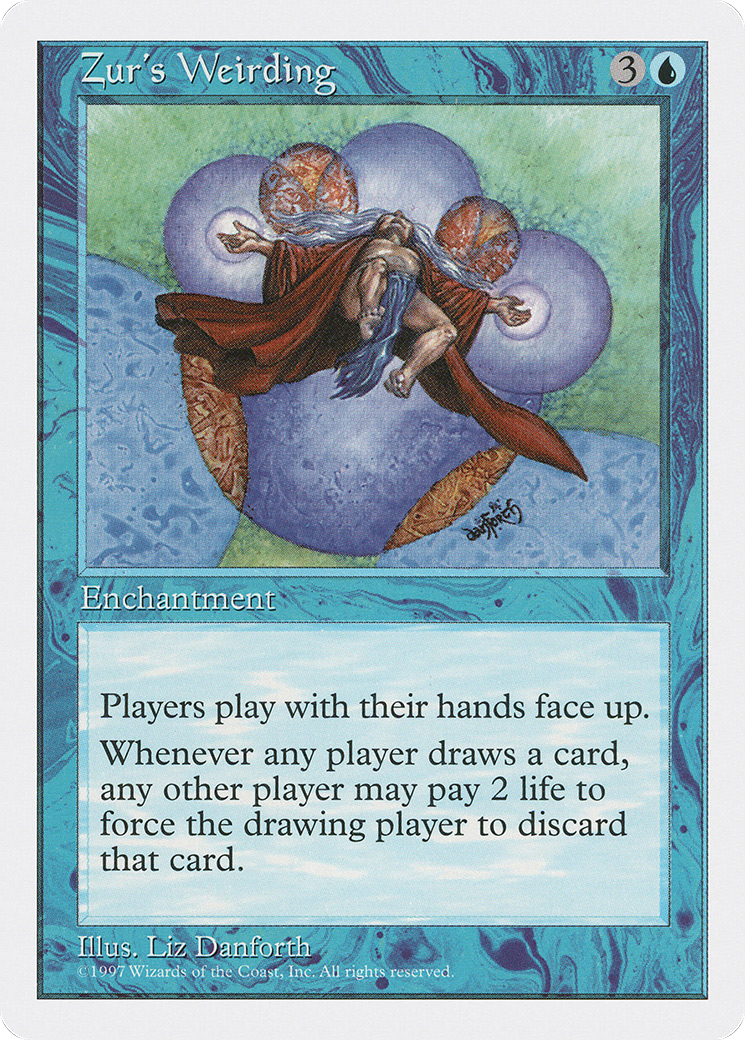 Zur's Weirding
3
Enchantment
Players play with their hands face up.
Whenever any player draws a card,
any other player may pay 2 life to
force the drawing player to discard
that card.
Illus. Liz Danforth
©1997 Wizards of the Coast, Inc. All rights reserved.